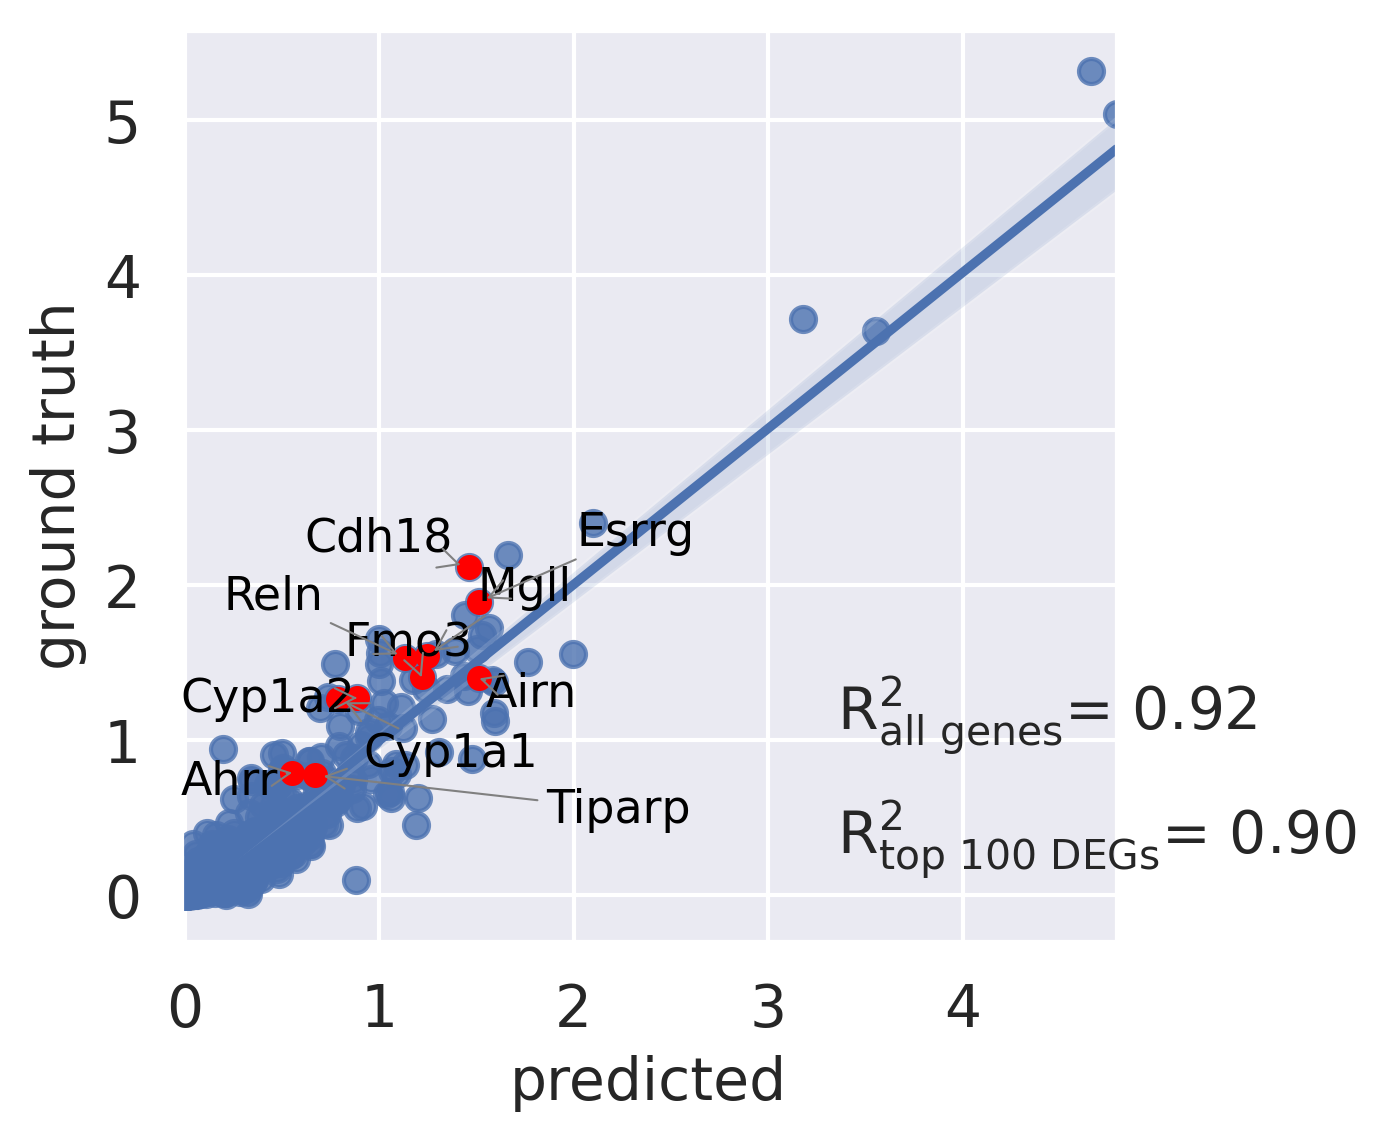 ground truth
5
4
3
2
1
0
Cdh18
Esrrg
Reln
Mgll
Fmo3
Cyp1a2
Airn
Cyp1a1
Ahrr
Tiparp
R²all genes= 0.92
R²top 100 DEGs= 0.90
0 1 2 3 4
predicted